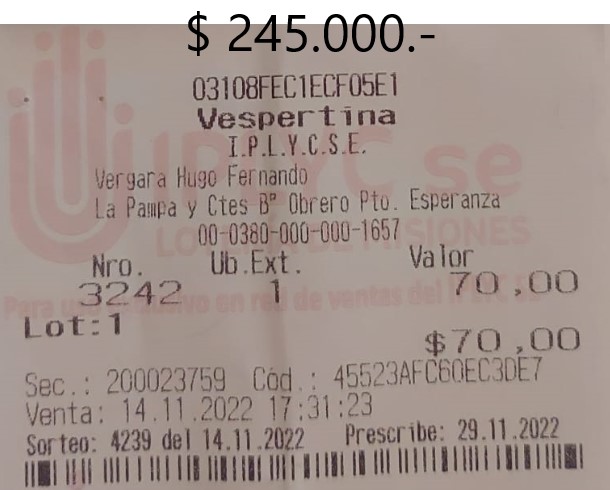 $ 245.000.-
03108FEC1ECF05E1
Vespertina
I.P.L.Y.C.S.E.
Vergara Hugo Fernando
La Pampa y Ctes Bº Obrero Pto. Esperanza
00-0380-000-000-1657
Nro. Ub.Ext. Valor
3242 1 70,00
Lot:1
$70,00
Sec.: 200023759 Cód.: 45523AFC60EC3DE7
Venta: 14.11.2022 17:31:23
Sorteo: 4239 del 14.11.2022 Prescribe: 29.11.2022